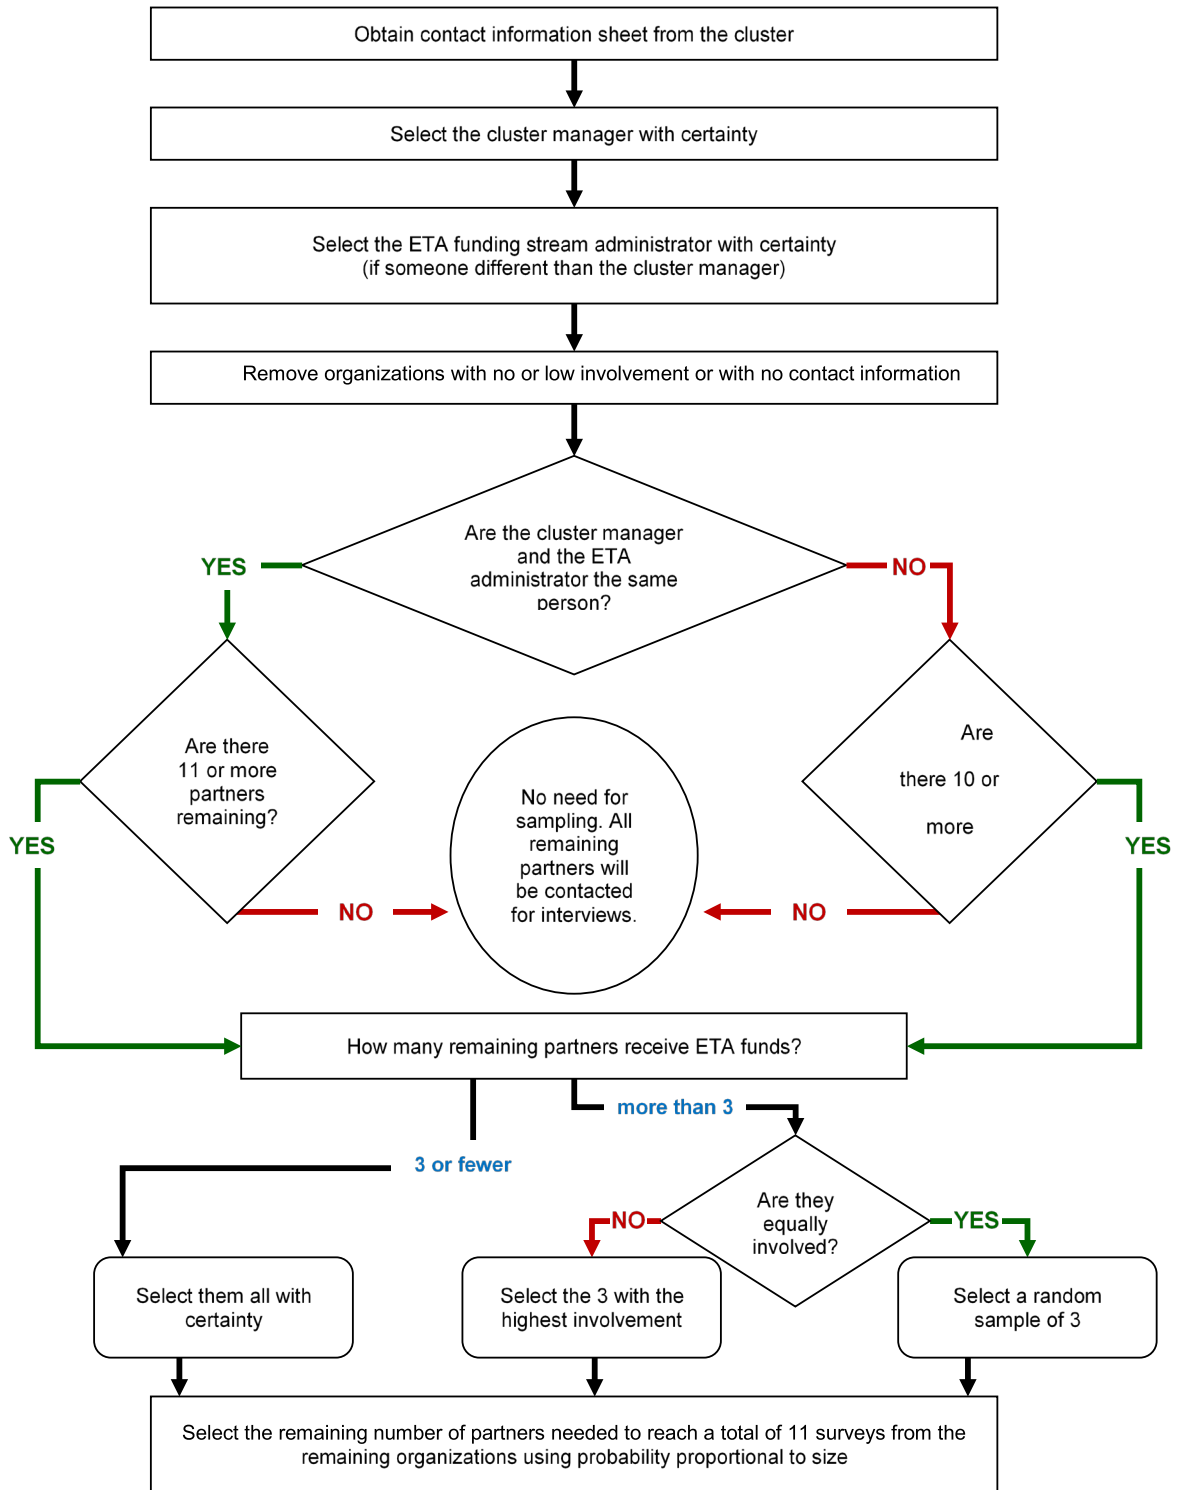 Obtain contact information sheet from the cluster
Select the cluster manager with certainty
Select the ETA funding stream administrator with certainty
(if someone different than the cluster manager)
Remove organizations with no or low involvement or with no contact information
Are the cluster manager
and the ETA
administrator the same
person?
YES
NO
Are there
11 or more
partners
remaining?
No need for
sampling. All
remaining
partners will
be contacted
for interviews.
Are
there 10 or
more
YES
YES
NO
NO
How many remaining partners receive ETA funds?
more than 3
3 or fewer
Are they
equally
involved?
NO
YES
Select them all with
certainty
Select the 3 with the
highest involvement
Select a random
sample of 3
Select the remaining number of partners needed to reach a total of 11 surveys from the
remaining organizations using probability proportional to size